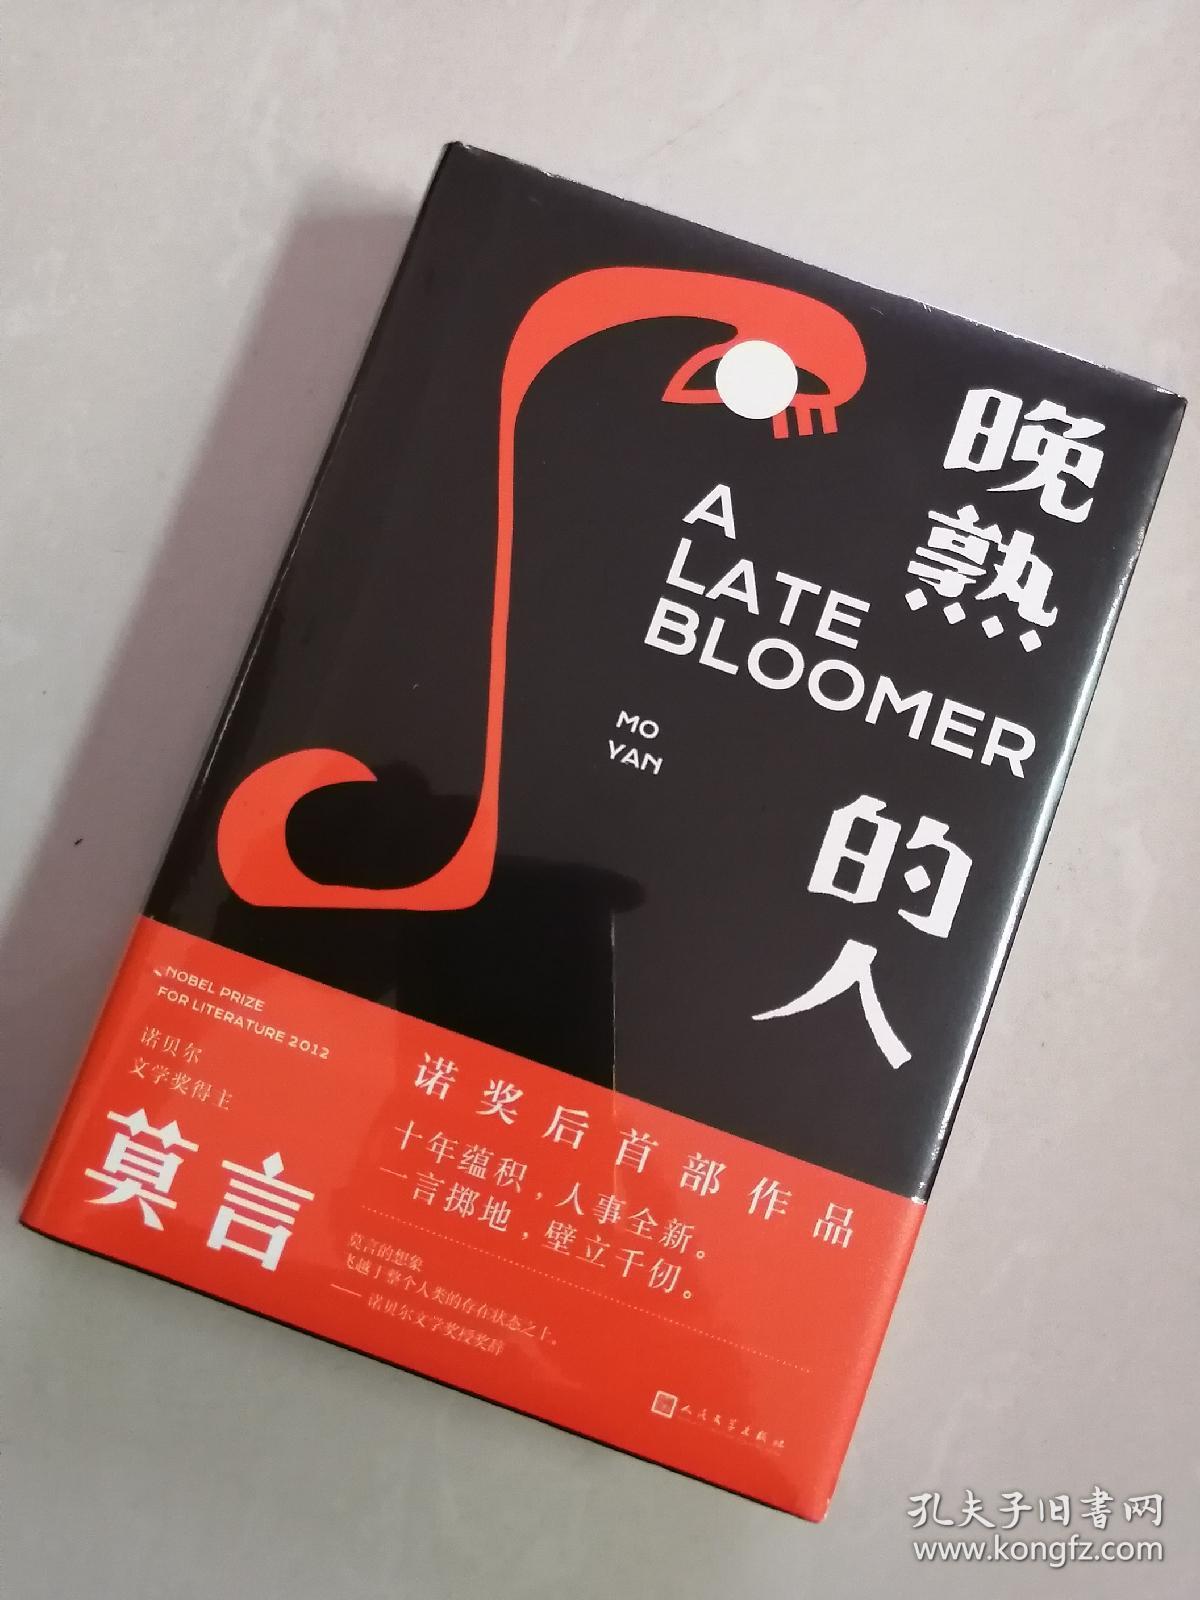 晚熟的人
A
LATE
BLOOMER
MO
YAN
NOBEL PRIZE
FOR LITERATURE 2012
诺贝尔
文学奖得主
莫言
诺奖后首部作品
十年蕴积，人事全新。
一言掷地，壁立千仞。
莫言的想象
飞越于整个人类的存在状态之上。
—— 诺贝尔文学奖授奖辞
人民文学出版社
孔夫子旧书网
www.kongfz.com